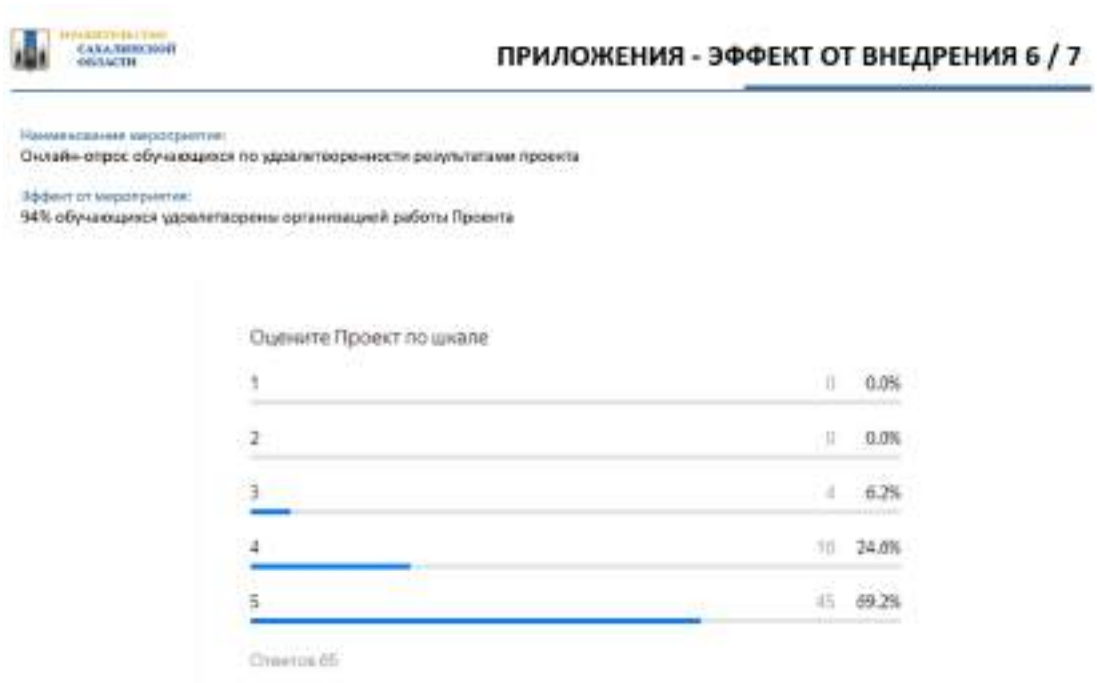 ПРАВИТЕЛЬСТВО
САХАЛИНСКОЙ
ОБЛАСТИ
ПРИЛОЖЕНИЯ - ЭФФЕКТ ОТ ВНЕДРЕНИЯ 6 / 7
Наименование мероприятия:
Онлайн-опрос обучающихся по удовлетворенности результатами проекта
Эффект от мероприятия:
94% обучающихся удовлетворены организацией работы Проекта
Оцените Проект по шкале
1 0 0.0%
2 0 0.0%
3 4 6.2%
4 16 24.6%
5 45 69.2%
Ответов 65